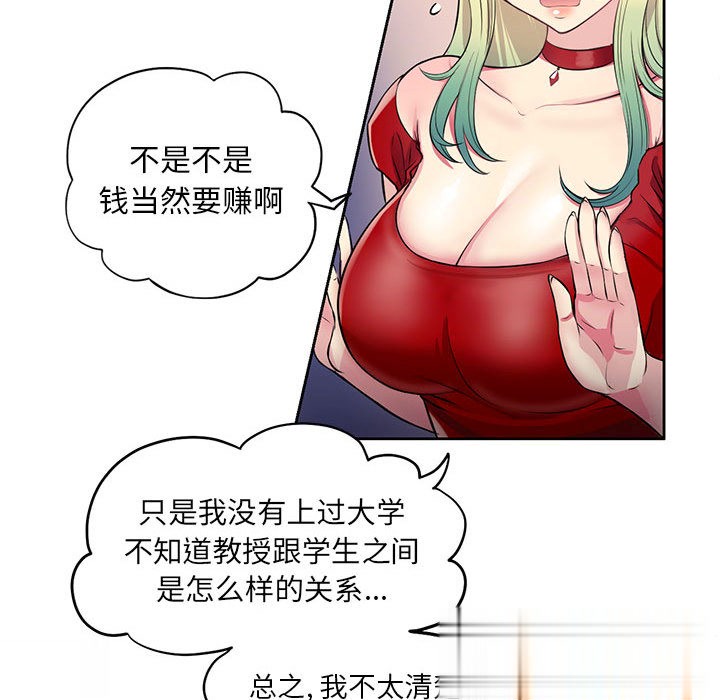 不是不是
钱当然要赚啊
只是我没有上过大学
不知道教授跟学生之间
是怎么样的关系...
总之, 我不太清楚